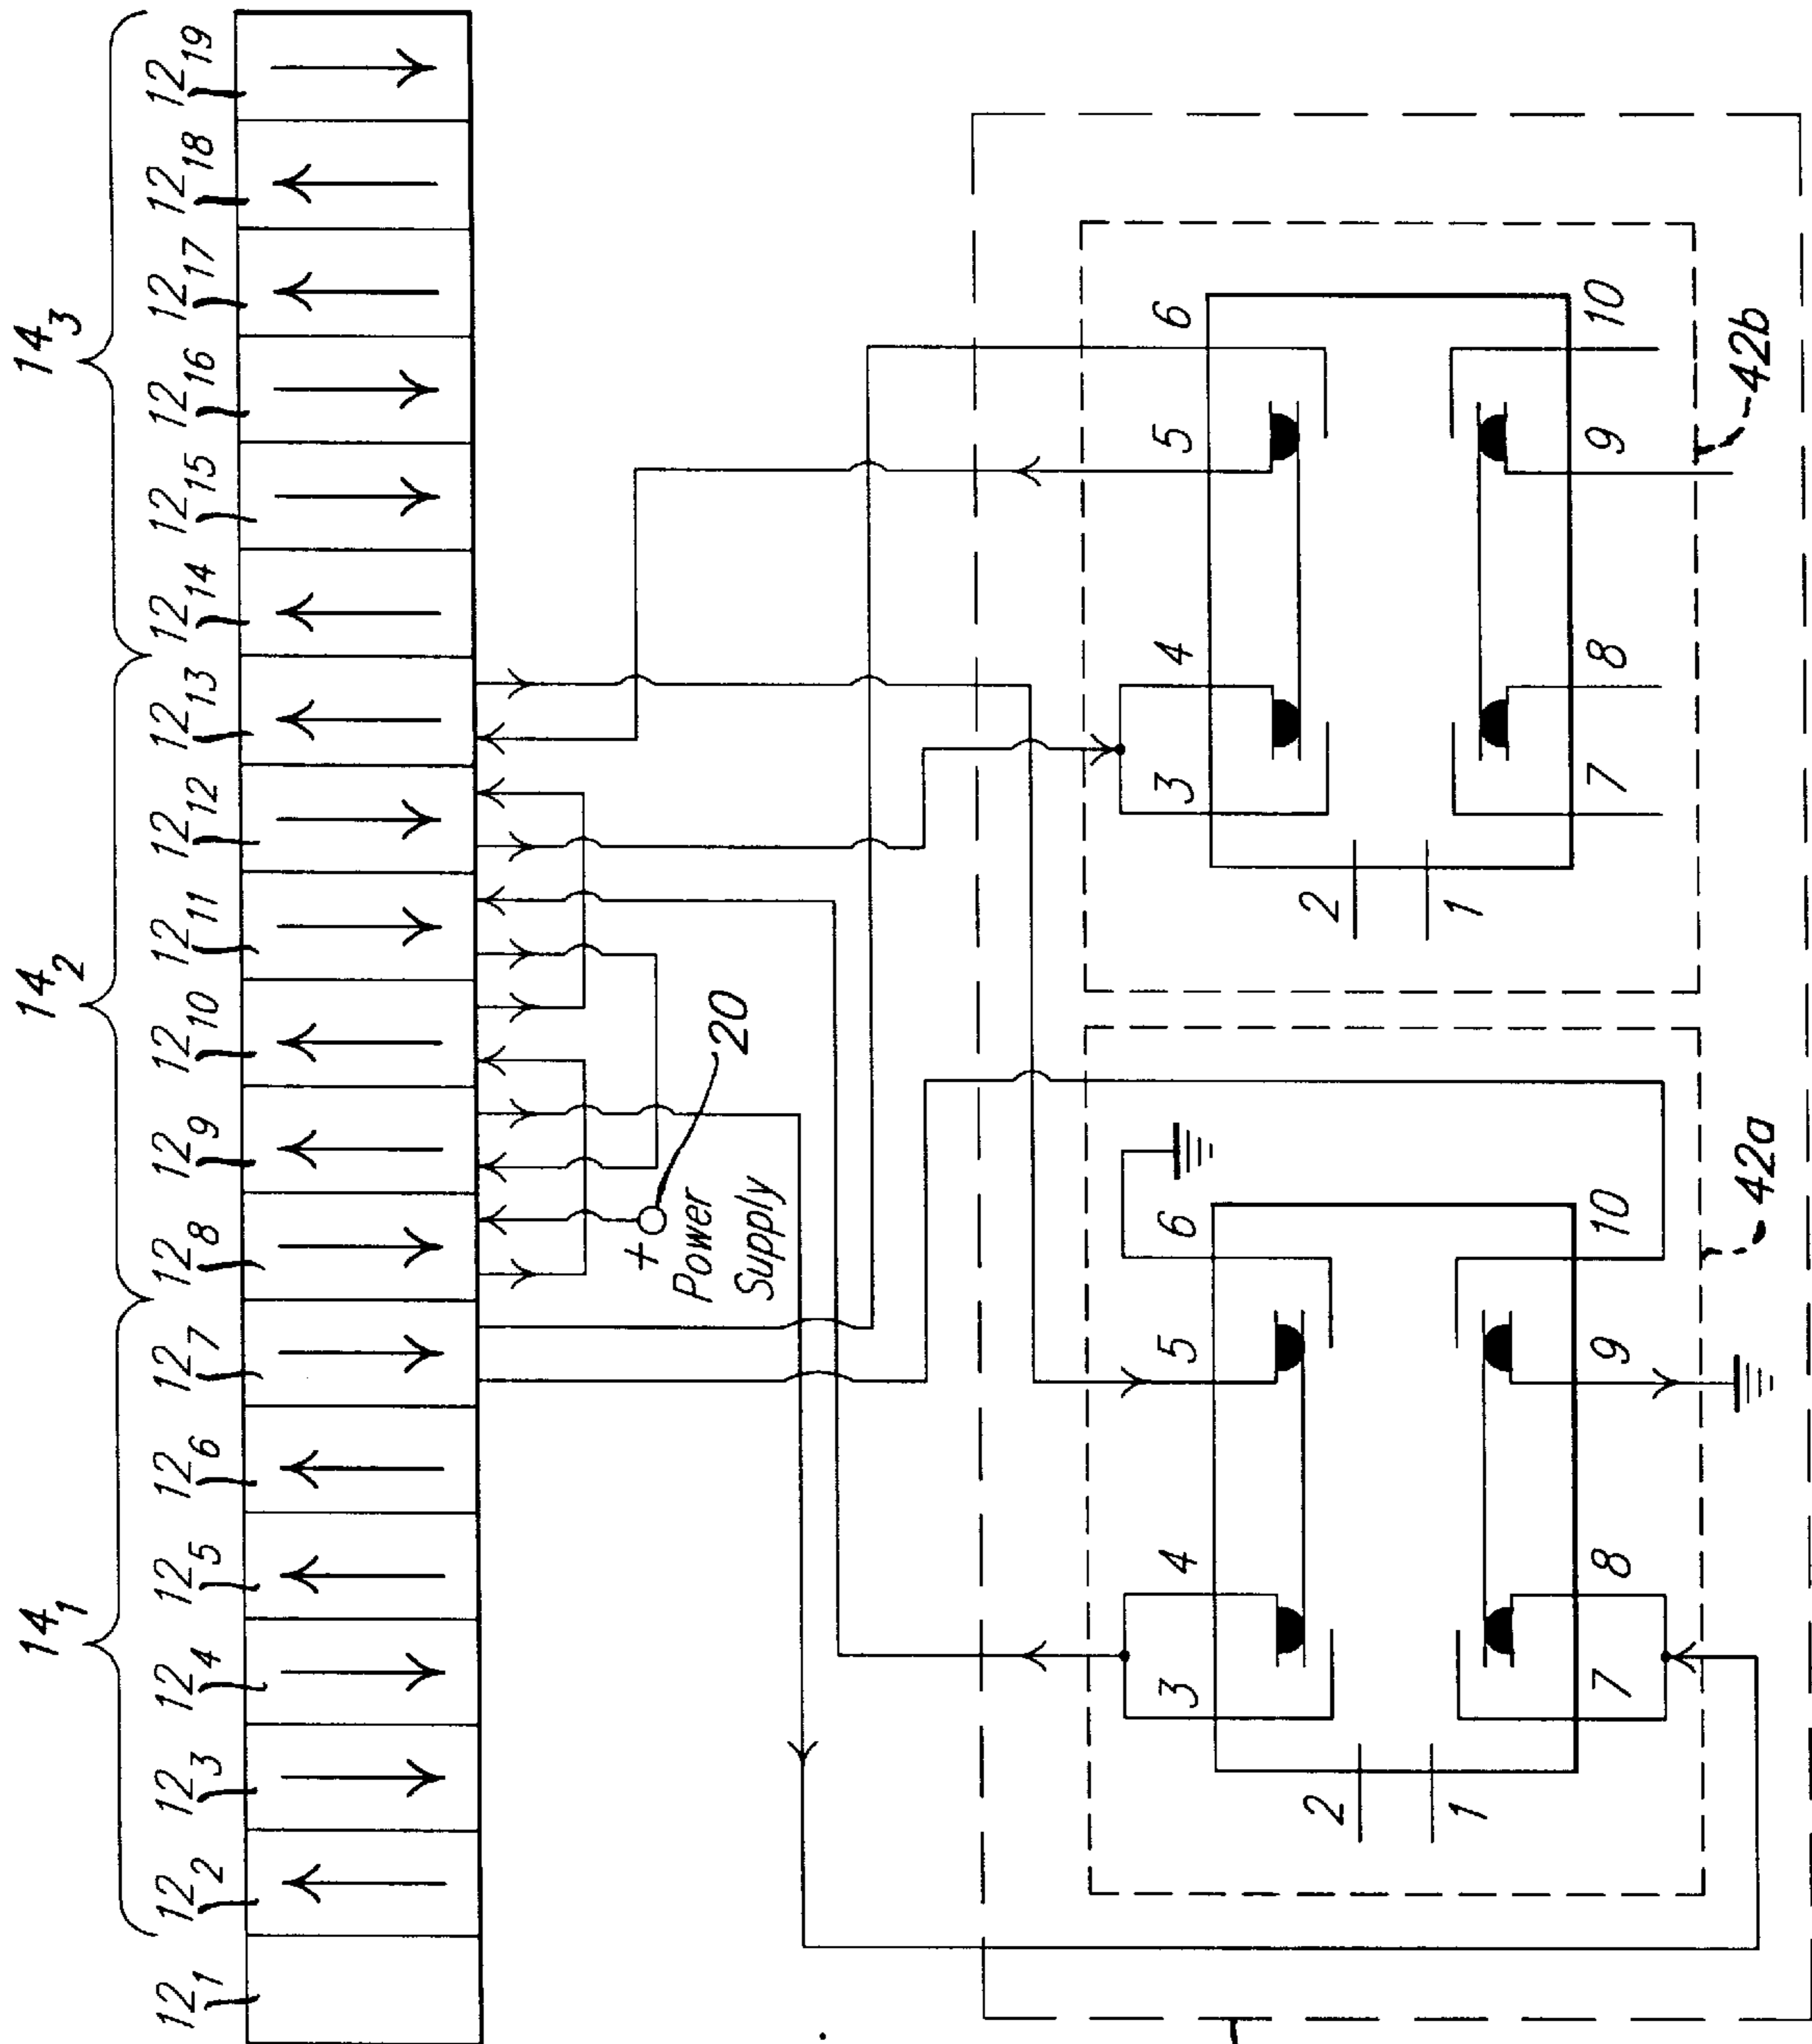 14₁ 14₂ 14₃
12₁ 12₂ 12₃ 12₄ 12₅ 12₆ 12₇ 12₈ 12₉ 12₁₀ 12₁₁ 12₁₂ 12₁₃ 12₁₄ 12₁₅ 12₁₆ 12₁₇ 12₁₈ 12₁₉
+
Power
Supply
20
3 4 5 6
2
1
7 8 9 10
42a
3 4 5 6
2
1
7 8 9 10
42b